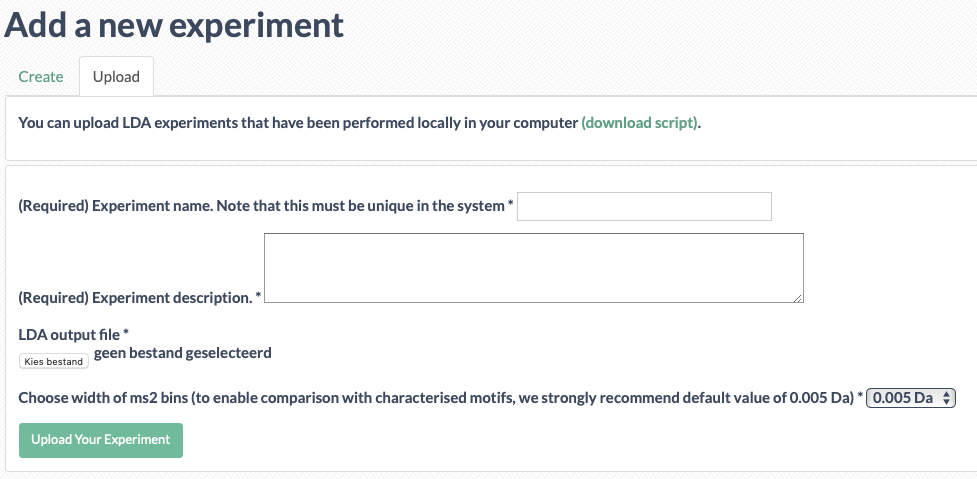 Add a new experiment
Create
Upload
You can upload LDA experiments that have been performed locally in your computer (download script).
(Required) Experiment name. Note that this must be unique in the system *
(Required) Experiment description. *
LDA output file *
Kies bestand geen bestand geselecteerd
Choose width of ms2 bins (to enable comparison with characterised motifs, we strongly recommend default value of 0.005 Da) * 0.005 Da
Upload Your Experiment